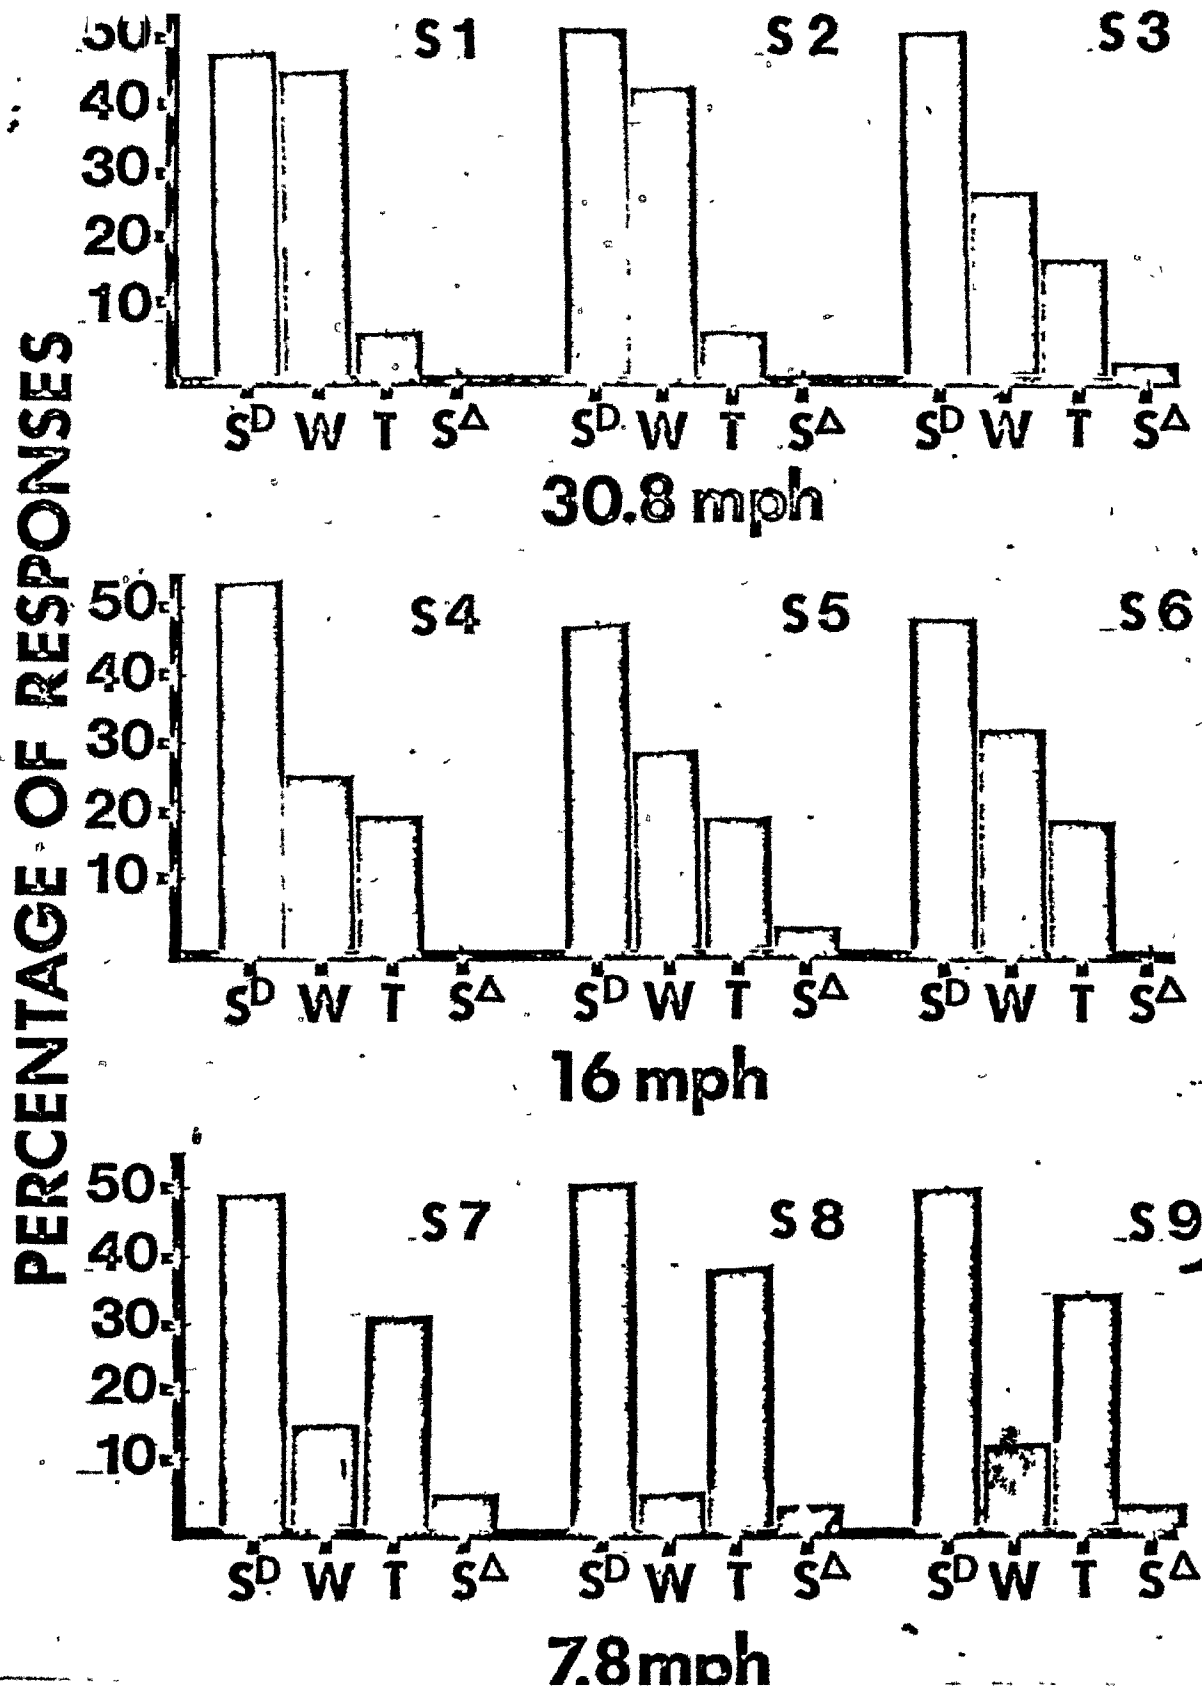 PERCENTAGE OF RESPONSES
50 S1 S2 S3
40
30
20
10
S^D W T S^Δ S^D W T S^Δ S^D W T S^Δ
30.8 mph
50 S4 S5 S6
40
30
20
10
S^D W T S^Δ S^D W T S^Δ S^D W T S^Δ
16 mph
50 S7 S8 S9
40
30
20
10
S^D W T S^Δ S^D W T S^Δ S^D W T S^Δ
7.8 mph